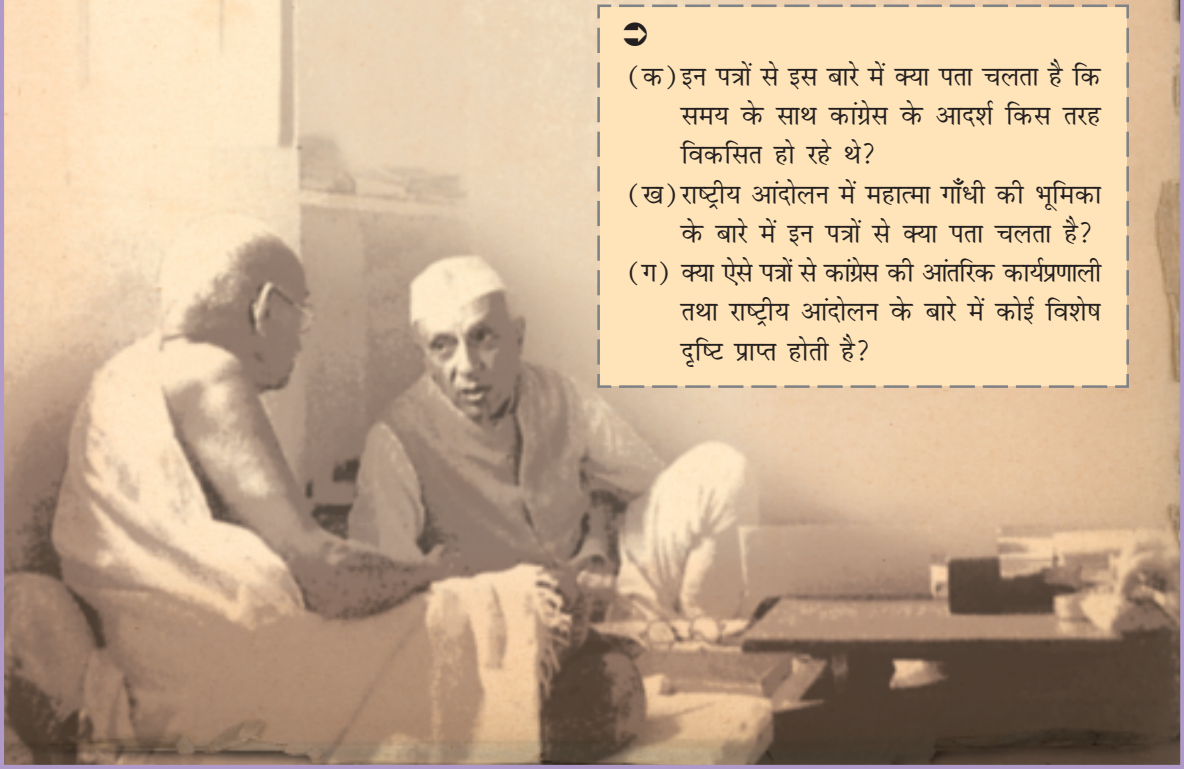 (क) इन पत्रों से इस बारे में क्या पता चलता है कि
समय के साथ कांग्रेस के आदर्श किस तरह
विकसित हो रहे थे?
(ख) राष्ट्रीय आंदोलन में महात्मा गाँधी की भूमिका
के बारे में इन पत्रों से क्या पता चलता है?
(ग) क्या ऐसे पत्रों से कांग्रेस की आंतरिक कार्यप्रणाली
तथा राष्ट्रीय आंदोलन के बारे में कोई विशेष
दृष्टि प्राप्त होती है?